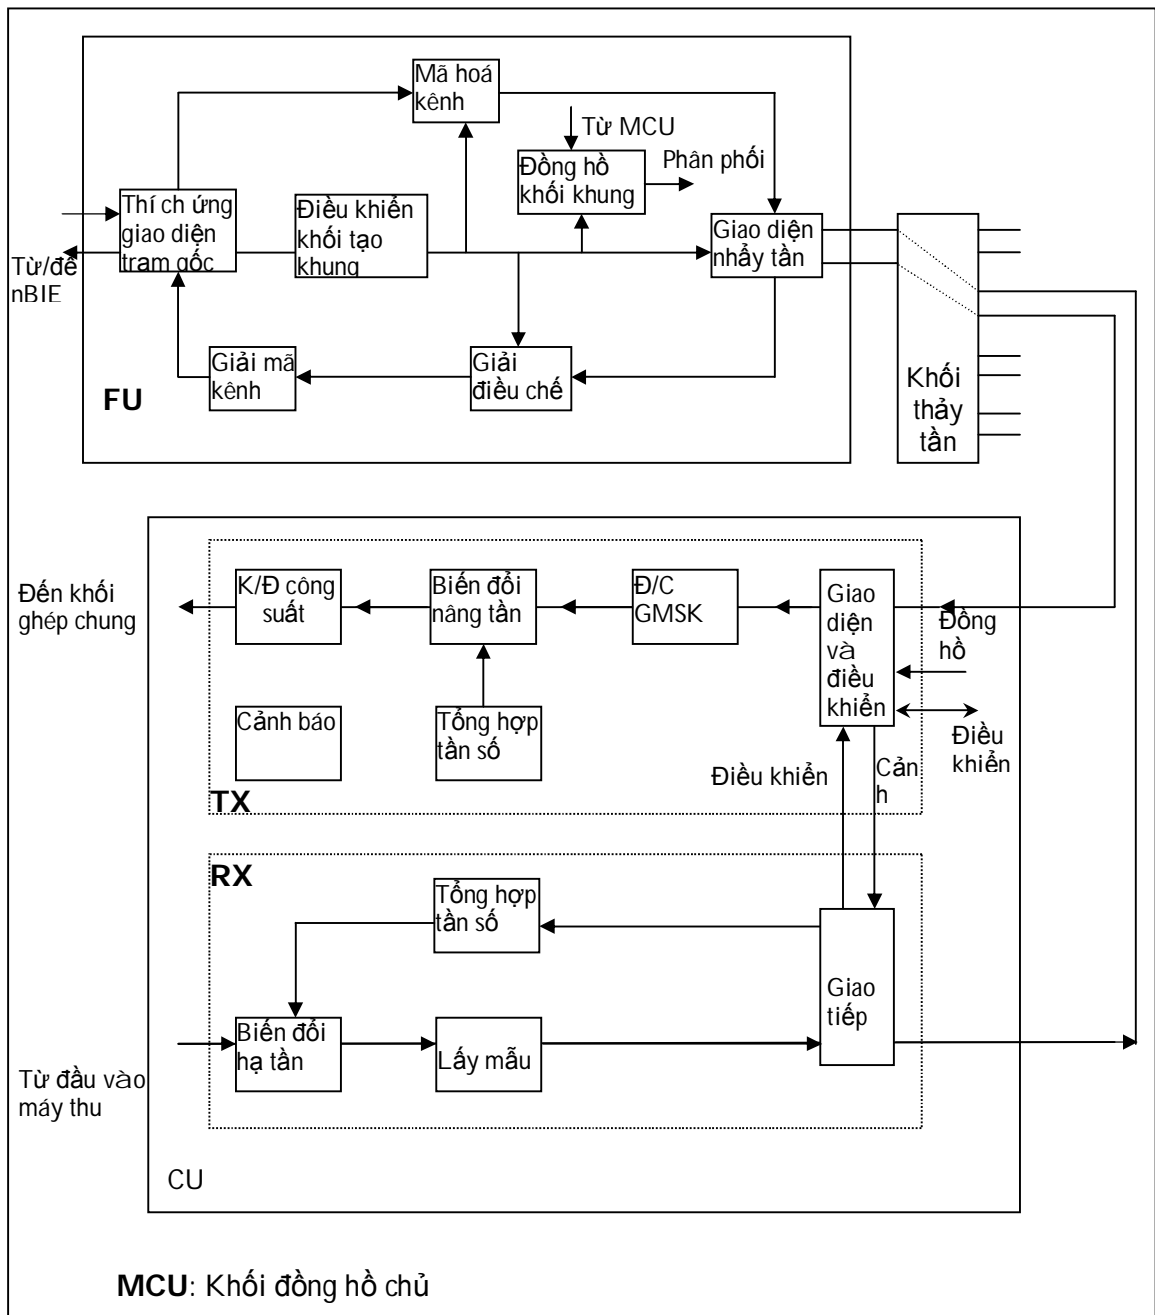 Mã hoá
kênh
Từ MCU
Phân phối
Đồng hồ
khối khung
Thí ch ứng
giao diện
trạm gốc
Điều khiển
khối tạo
khung
Giao diện
nhẩy tần
Từ/đế
nBIE
Giải mã
kênh
Giải
điều chế
FU
Khối
thảy
tần
Đến khối
ghép chung
K/Đ công
suất
Biến đổi
nâng tần
Đ/C
GMSK
Giao
diện
và
điều
khiển
Đồng
hồ
Điều
khiển
Cảnh báo
Tổng hợp
tần số
TX
Điều khiển
Cản
h
RX
Tổng hợp
tần số
Giao
tiếp
Biến đổi
hạ tần
Lấy mẫu
Từ đầu vào
máy thu
CU
MCU: Khối đồng hồ chủ